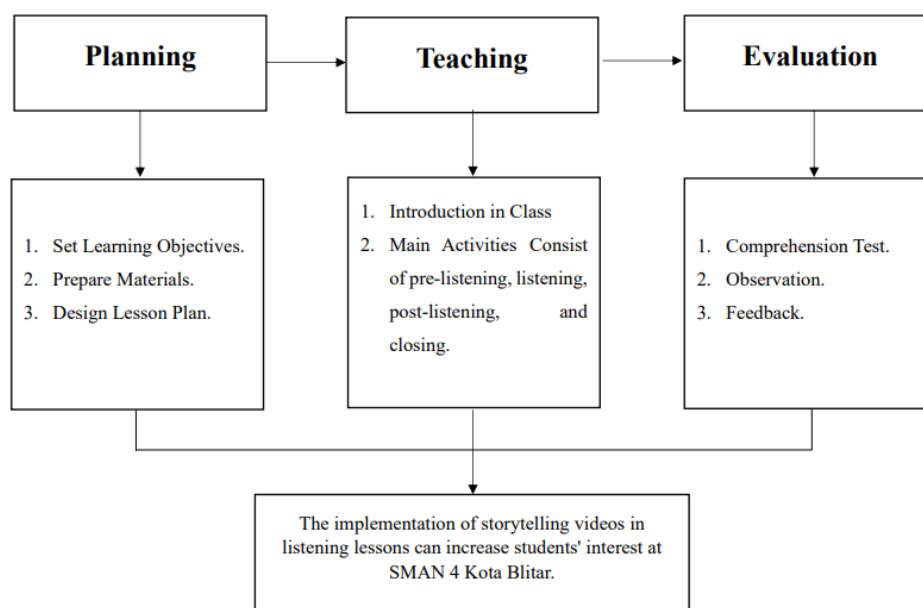 Planning
Teaching
Evaluation
1. Set Learning Objectives.
2. Prepare Materials.
3. Design Lesson Plan.
1. Introduction in Class
2. Main Activities Consist
of pre-listening, listening,
post-listening, and
closing.
1. Comprehension Test.
2. Observation.
3. Feedback.
The implementation of storytelling videos in
listening lessons can increase students' interest at
SMAN 4 Kota Blitar.